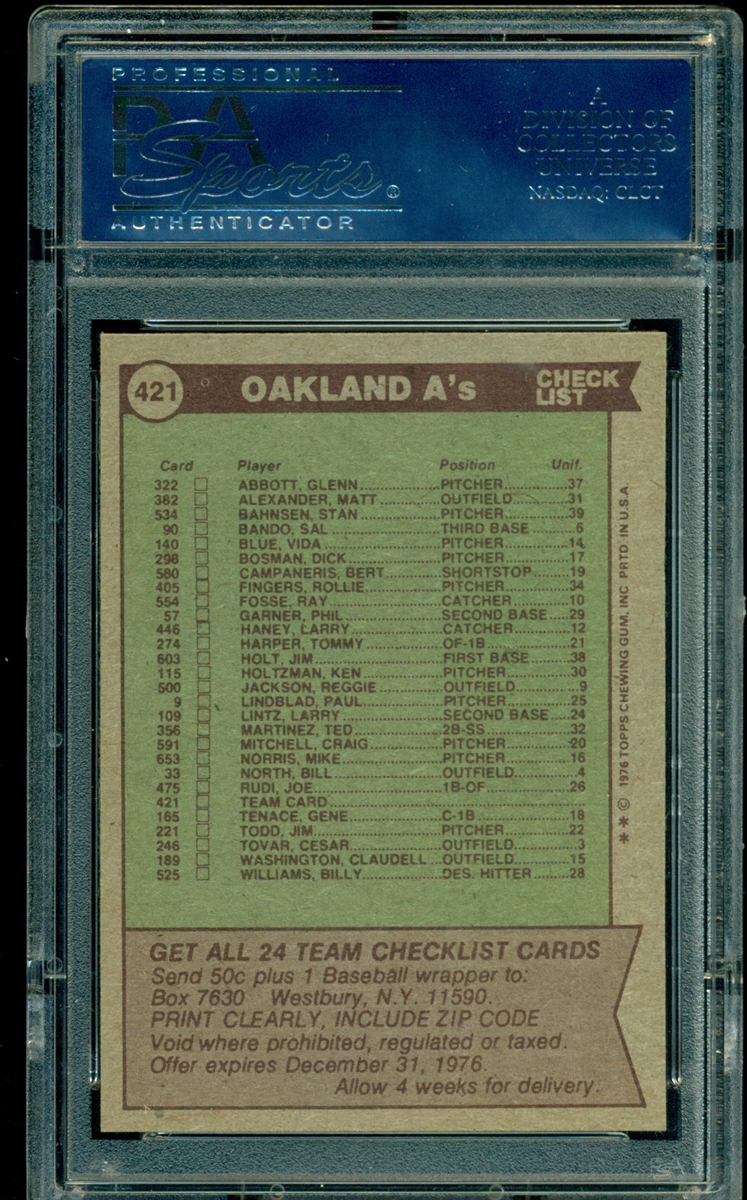 PROFESSIONAL
PSA
Sports®
AUTHENTICATOR
A
DIVISION OF
COLLECTORS
UNIVERSE
NASDAQ: CLCT
421 OAKLAND A's CHECK LIST
Card Player Position Unif.
322 ABBOTT, GLENN PITCHER 37
382 ALEXANDER, MATT OUTFIELD 31
534 BAHNSEN, STAN PITCHER 39
90 BANDO, SAL THIRD BASE 6
140 BLUE, VIDA PITCHER 14
298 BOSMAN, DICK PITCHER 17
580 CAMPANERIS, BERT SHORTSTOP 19
405 FINGERS, ROLLIE PITCHER 34
554 FOSSE, RAY CATCHER 10
57 GARNER, PHIL SECOND BASE 29
446 HANEY, LARRY CATCHER 12
274 HARPER, TOMMY OF-1B 21
603 HOLT, JIM FIRST BASE 38
115 HOLTZMAN, KEN PITCHER 30
500 JACKSON, REGGIE OUTFIELD 9
9 LINDBLAD, PAUL PITCHER 25
109 LINTZ, LARRY SECOND BASE 24
356 MARTINEZ, TED 2B-SS 32
591 MITCHELL, CRAIG PITCHER 20
653 NORRIS, MIKE PITCHER 16
33 NORTH, BILL OUTFIELD 4
475 RUDI, JOE 1B-OF 26
421 TEAM CARD
165 TENACE, GENE C-1B 18
221 TODD, JIM PITCHER 22
246 TOVAR, CESAR OUTFIELD 3
189 WASHINGTON, CLAUDELL OUTFIELD 15
525 WILLIAMS, BILLY DES. HITTER 28
**© 1976 TOPPS CHEWING GUM, INC PRTD IN U.S.A.
GET ALL 24 TEAM CHECKLIST CARDS
Send 50c plus 1 Baseball wrapper to:
Box 7630 Westbury, N.Y. 11590.
PRINT CLEARLY, INCLUDE ZIP CODE
Void where prohibited, regulated or taxed.
Offer expires December 31, 1976.
Allow 4 weeks for delivery.